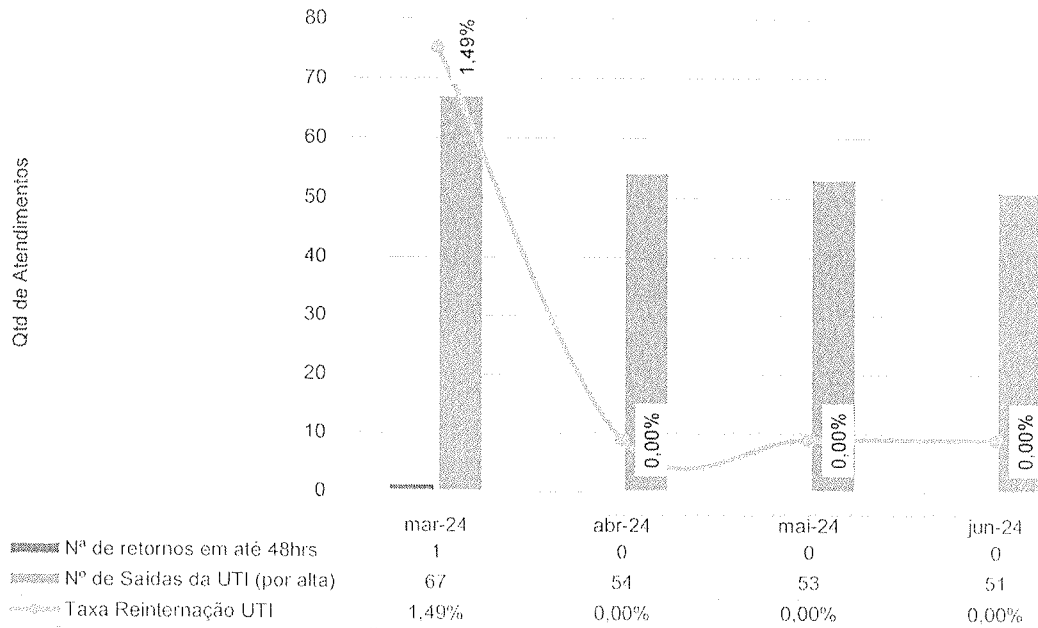 80
70
60
50
40
30
20
10
0
Qtd de Atendimentos
1,49%
0,00%
0,00%
0,00%
mar-24 abr-24 mai-24 jun-24
Nª de retornos em até 48hrs 1 0 0 0
Nº de Saídas da UTI (por alta) 67 54 53 51
Taxa Reinternação UTI 1,49% 0,00% 0,00% 0,00%